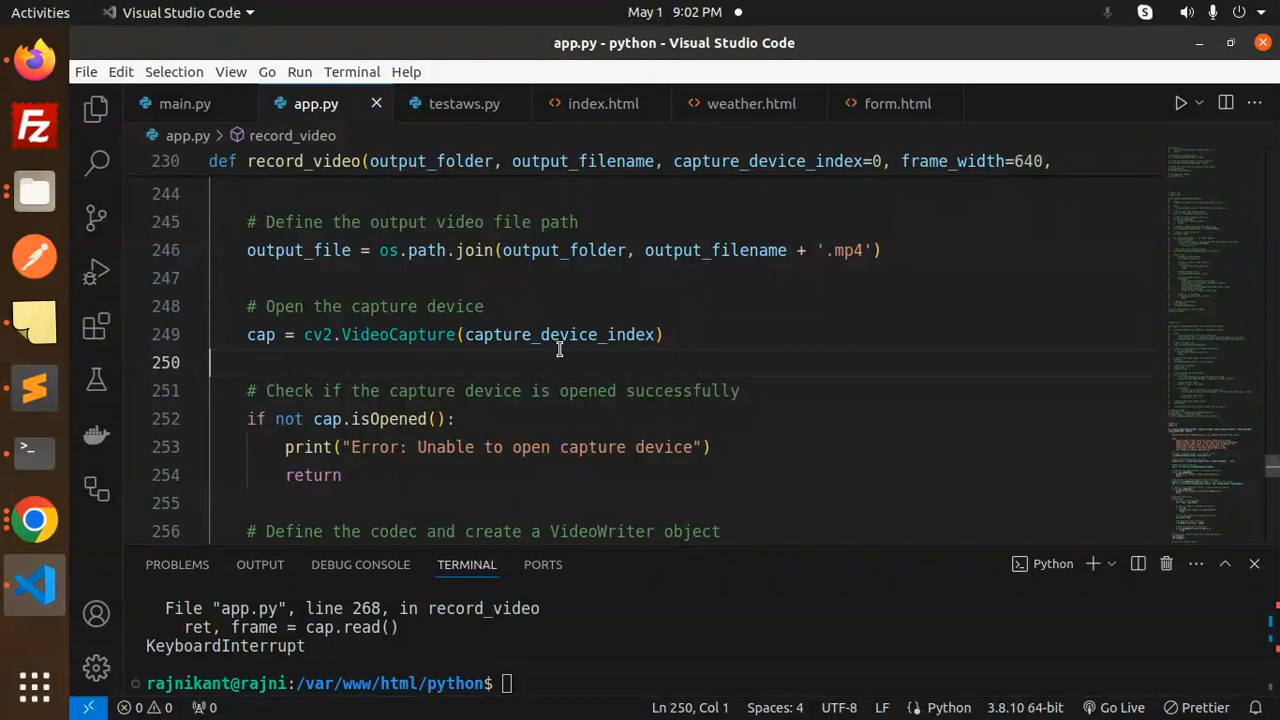 Activities
Visual Studio Code
May 1 9:02 PM
app.py - python - Visual Studio Code
File Edit Selection View Go Run Terminal Help
main.py app.py testaws.py index.html weather.html form.html
app.py > record_video
230 def record_video(output_folder, output_filename, capture_device_index=0, frame_width=640,
244
245 # Define the output video file path
246 output_file = os.path.join(output_folder, output_filename + '.mp4')
247
248 # Open the capture device
249 cap = cv2.VideoCapture(capture_device_index)
250
251 # Check if the capture device is opened successfully
252 if not cap.isOpened():
253 print("Error: Unable to open capture device")
254 return
255
256 # Define the codec and create a VideoWriter object
PROBLEMS OUTPUT DEBUG CONSOLE TERMINAL PORTS
Python
File "app.py", line 268, in record_video
ret, frame = cap.read()
KeyboardInterrupt
rajnikant@rajni:/var/www/html/python$
0 0 0 Ln 250, Col 1 Spaces: 4 UTF-8 LF Python 3.8.10 64-bit Go Live Prettier